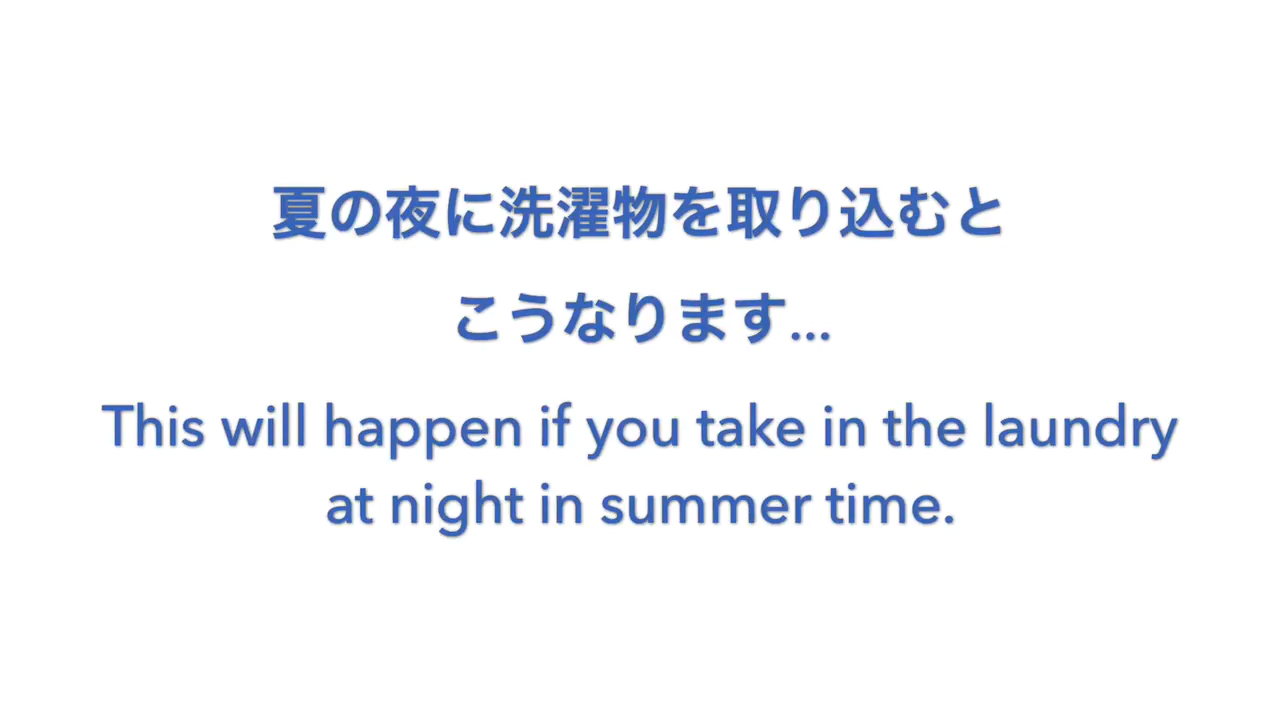 夏の夜に洗濯物を取り込むと
こうなります...
This will happen if you take in the laundry
at night in summer time.